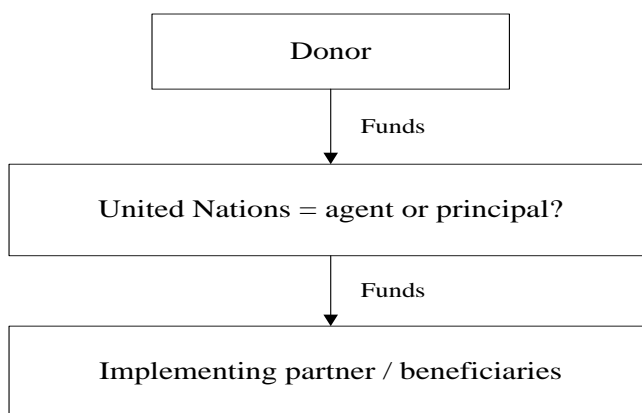 Donor
Funds
United Nations = agent or principal?
Funds
Implementing partner / beneficiaries